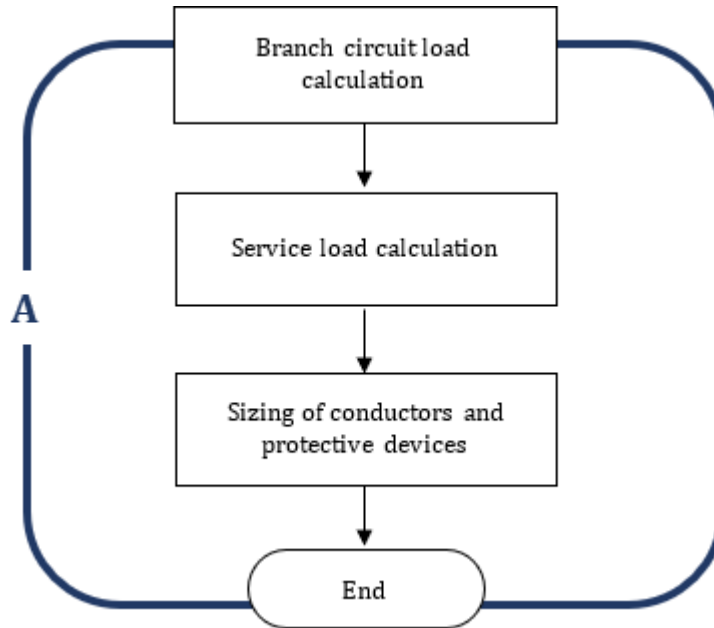 Branch circuit load
calculation
Service load calculation
A
Sizing of conductors and
protective devices
End